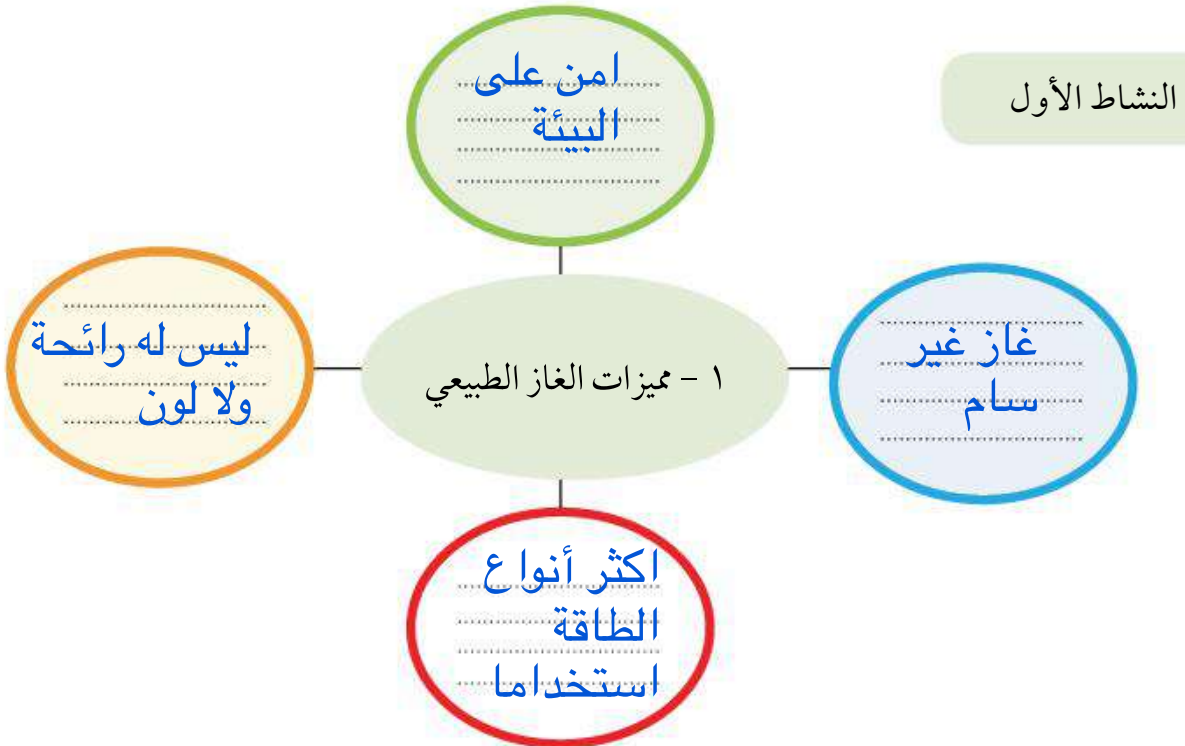 النشاط الأول
امن على
البيئة
غاز غير
سام
١ - مميزات الغاز الطبيعي
ليس له رائحة
ولا لون
اكثر أنواع
الطاقة
استخداما